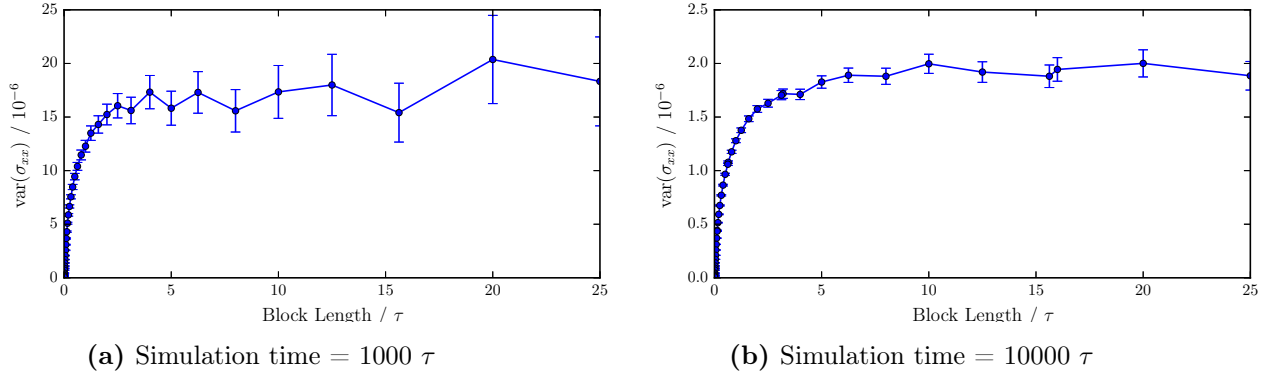 25
20
15
10
5
0
var(σxx) / 10⁻⁶
0 5 10 15 20 25
Block Length / τ
(a) Simulation time = 1000 τ
2.5
2.0
1.5
1.0
0.5
0.0
var(σxx) / 10⁻⁶
0 5 10 15 20 25
Block Length / τ
(b) Simulation time = 10000 τ